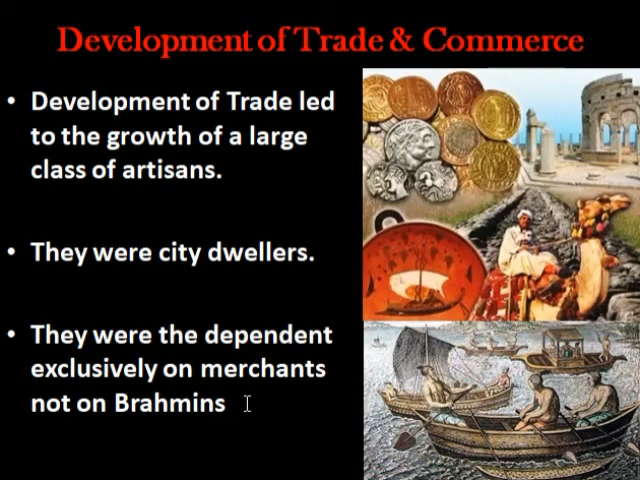 Development of Trade & Commerce
• Development of Trade led
to the growth of a large
class of artisans.
• They were city dwellers.
• They were the dependent
exclusively on merchants
not on Brahmins